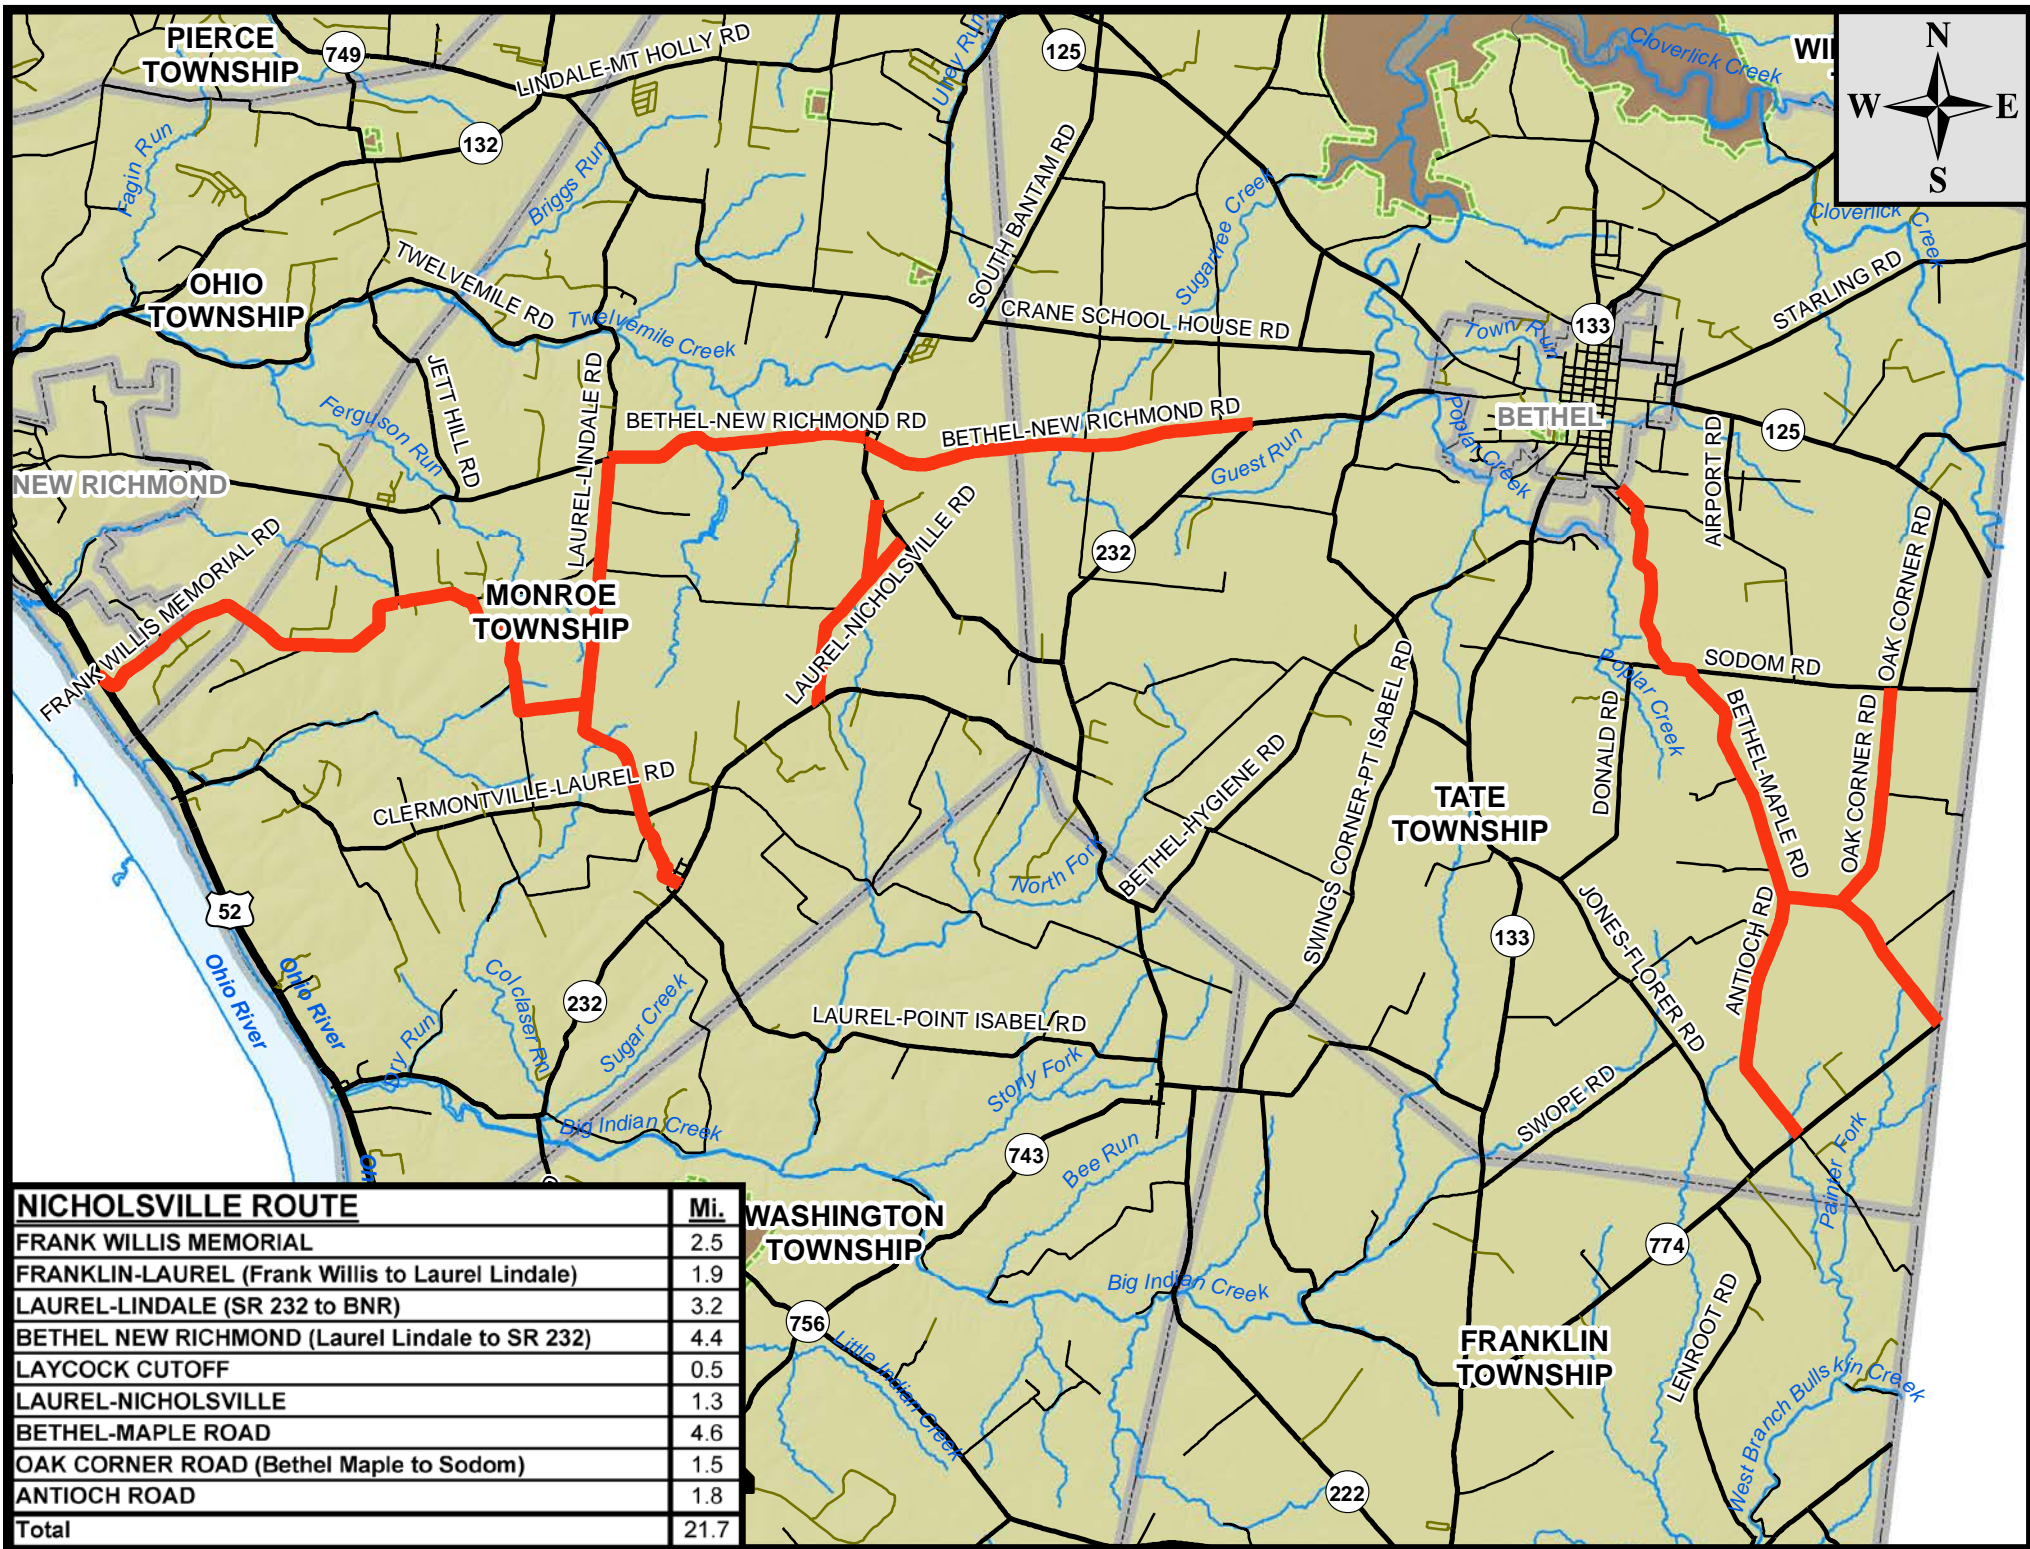 PIERCE
TOWNSHIP
749
LINDALE-MT HOLLY RD
Ulrey Run
125
Cloverlick Creek
WI
N
W E
S
132
Fagin Run
Briggs Run
SOUTH BANTAM RD
Sugartree Creek
Cloverlick Creek
OHIO
TOWNSHIP
TWELVEMILE RD
Twelvemile Creek
CRANE SCHOOL HOUSE RD
Town Run
133
STARLING RD
JETT HILL RD
LAUREL-LINDALE RD
Ferguson Run
BETHEL-NEW RICHMOND RD
BETHEL-NEW RICHMOND RD
Poplar Creek
BETHEL
AIRPORT RD
125
NEW RICHMOND
Guest Run
232
FRANK WILLIS MEMORIAL RD
MONROE
TOWNSHIP
LAUREL-NICHOLSVILLE RD
OAK CORNER RD
SODOM RD
Poplar Creek
SWINGS CORNER-PT ISABEL RD
DONALD RD
BETHEL-MAPLE RD
OAK CORNER RD
CLERMONTVILLE-LAUREL RD
BETHEL-HYGIENE RD
TATE
TOWNSHIP
North Fork
52
JONES-FLORER RD
ANTIOCH RD
133
Ohio River
Ohio River
Colclaser Rn
232
Sugar Creek
Dry Run
LAUREL-POINT ISABEL RD
Stony Fork
SWOPE RD
Big Indian Creek
743
Bee Run
Painter Fork
Oh
WASHINGTON
TOWNSHIP
774
Big Indian Creek
756
Little Indian Creek
FRANKLIN
TOWNSHIP
LENROOT RD
West Branch Bullskin Creek
222
NICHOLSVILLE ROUTE Mi.
FRANK WILLIS MEMORIAL 2.5
FRANKLIN-LAUREL (Frank Willis to Laurel Lindale) 1.9
LAUREL-LINDALE (SR 232 to BNR) 3.2
BETHEL NEW RICHMOND (Laurel Lindale to SR 232) 4.4
LAYCOCK CUTOFF 0.5
LAUREL-NICHOLSVILLE 1.3
BETHEL-MAPLE ROAD 4.6
OAK CORNER ROAD (Bethel Maple to Sodom) 1.5
ANTIOCH ROAD 1.8
Total 21.7